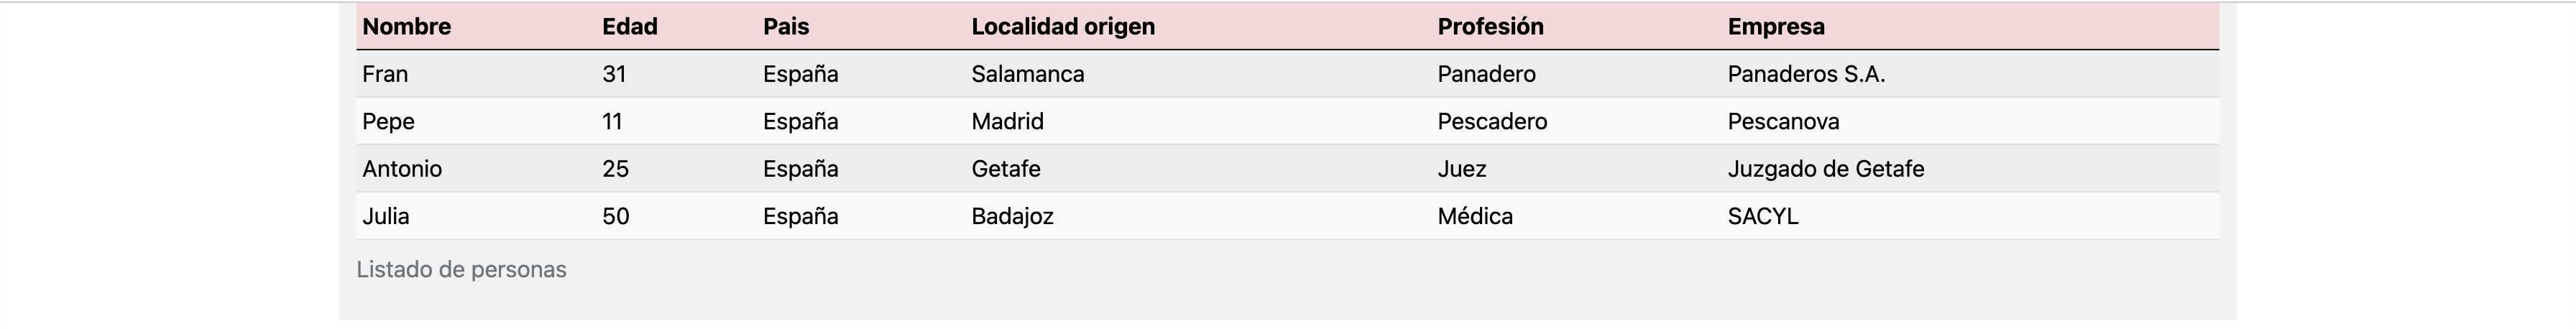 Nombre Edad Pais Localidad origen Profesión Empresa
Fran 31 España Salamanca Panadero Panaderos S.A.
Pepe 11 España Madrid Pescadero Pescanova
Antonio 25 España Getafe Juez Juzgado de Getafe
Julia 50 España Badajoz Médica SACYL
Listado de personas